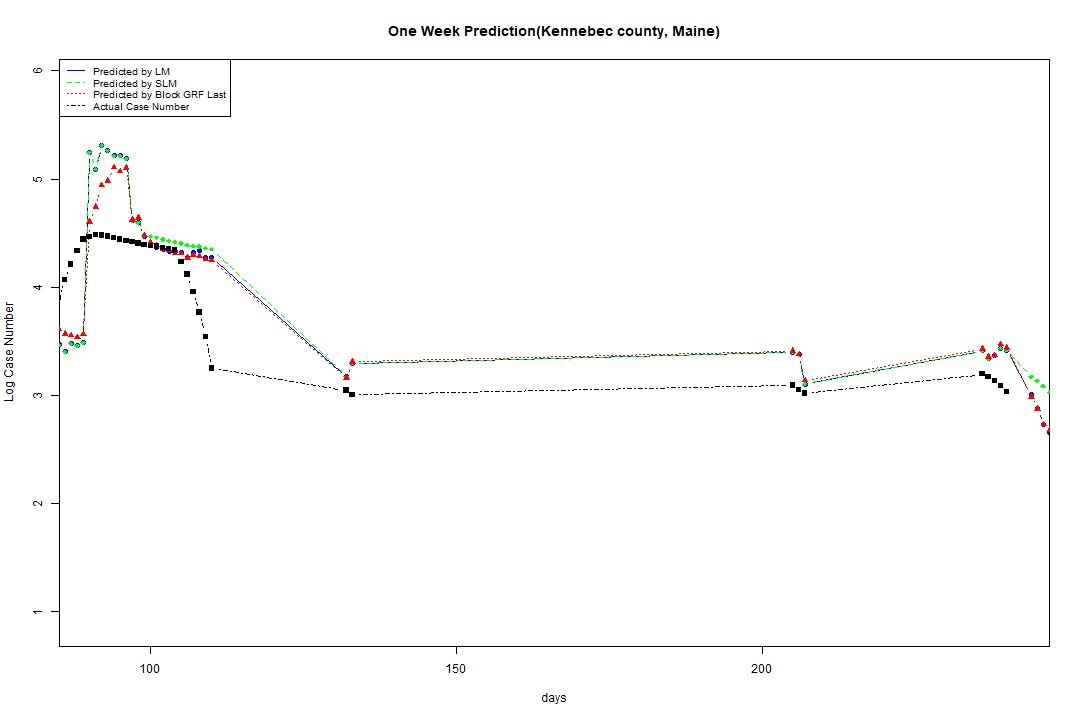 One Week Prediction(Kennebec county, Maine)
Predicted by LM
Predicted by SLM
Predicted by Block GRF Last
Actual Case Number
6
5
4
3
2
1
Log Case Number
100
150
200
days